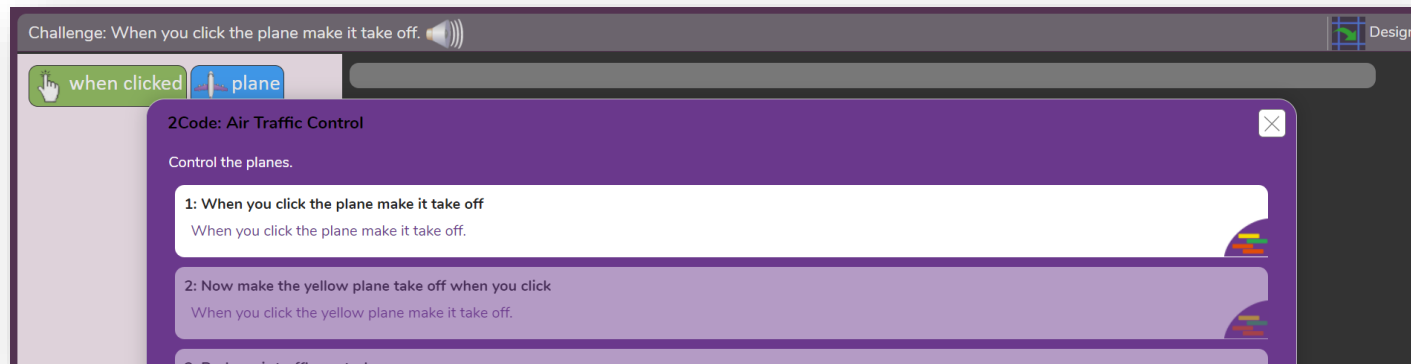 Challenge: When you click the plane make it take off.
Design
when clicked plane
2Code: Air Traffic Control
Control the planes.
1: When you click the plane make it take off
When you click the plane make it take off.
2: Now make the yellow plane take off when you click
When you click the yellow plane make it take off.